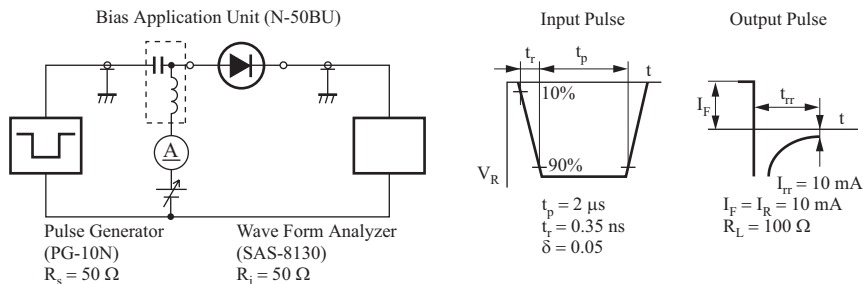 Bias Application Unit (N-50BU)
A
Pulse Generator
(PG-10N)
R_s = 50 Ω
Wave Form Analyzer
(SAS-8130)
R_i = 50 Ω
Input Pulse
t_r
t_p
t
10%
90%
V_R
t_p = 2 μs
t_r = 0.35 ns
δ = 0.05
Output Pulse
I_F
t_rr
t
I_rr = 10 mA
I_F = I_R = 10 mA
R_L = 100 Ω